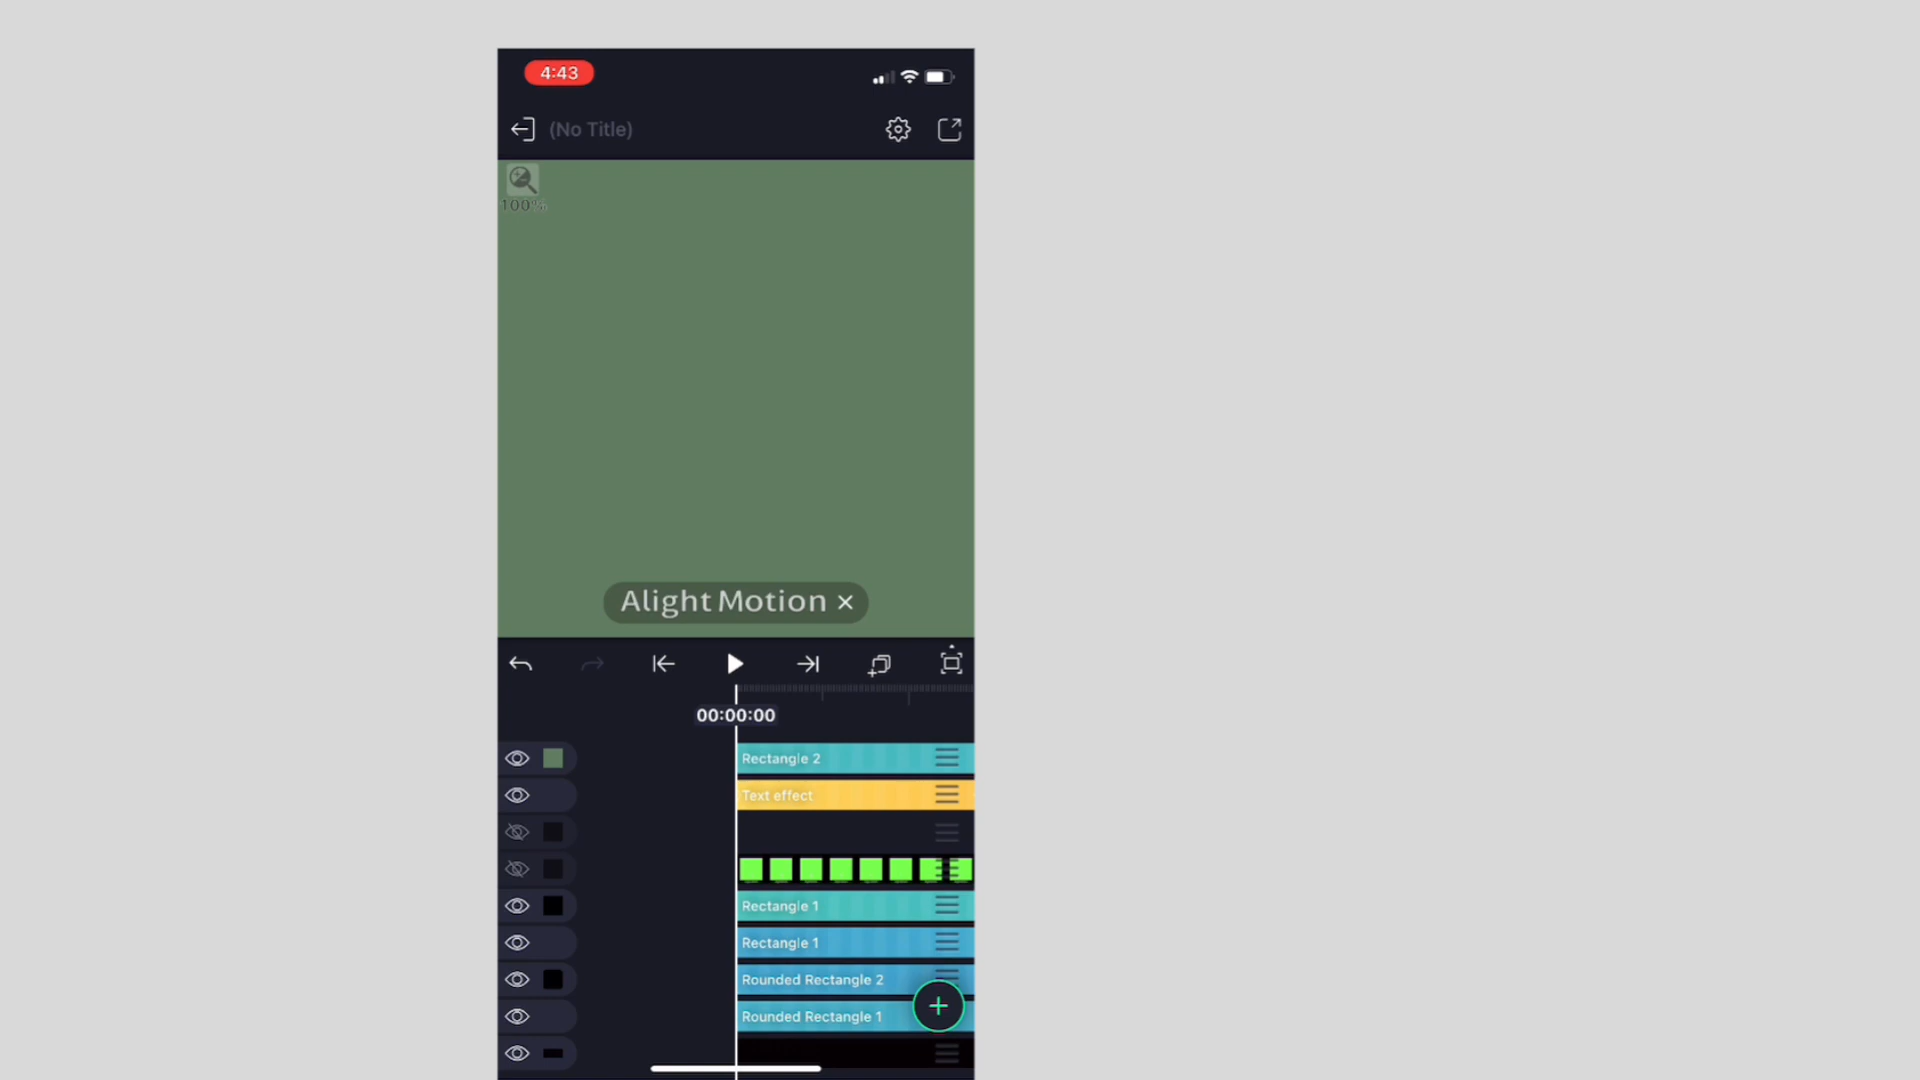 4:43
(No Title)
100%
Alight Motion ×
00:00:00
Rectangle 2
Text effect
Rectangle 1
Rectangle 1
Rounded Rectangle 2
Rounded Rectangle 1